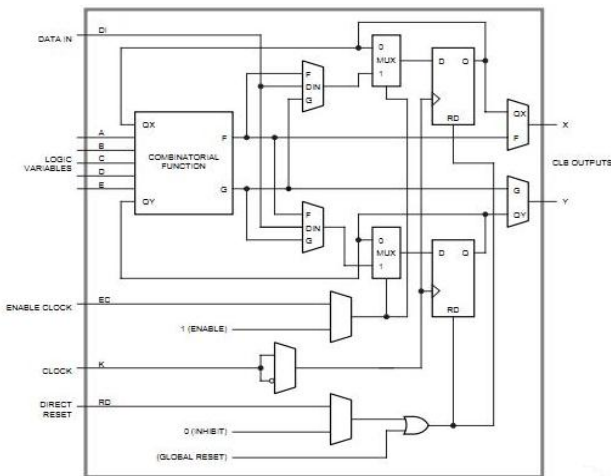 DATA IN
DI
0
MUX
1
D
Q
RD
F
DIN
G
QX
F
X
QX
F
COMBINATORIAL
FUNCTION
G
QY
A
B
C
D
E
LOGIC
VARIABLES
CLB OUTPUTS
G
QY
Y
F
DIN
G
0
MUX
1
D
Q
RD
ENABLE CLOCK
EC
1 (ENABLE)
CLOCK
K
DIRECT
RESET
RD
0 (INHIBIT)
(GLOBAL RESET)